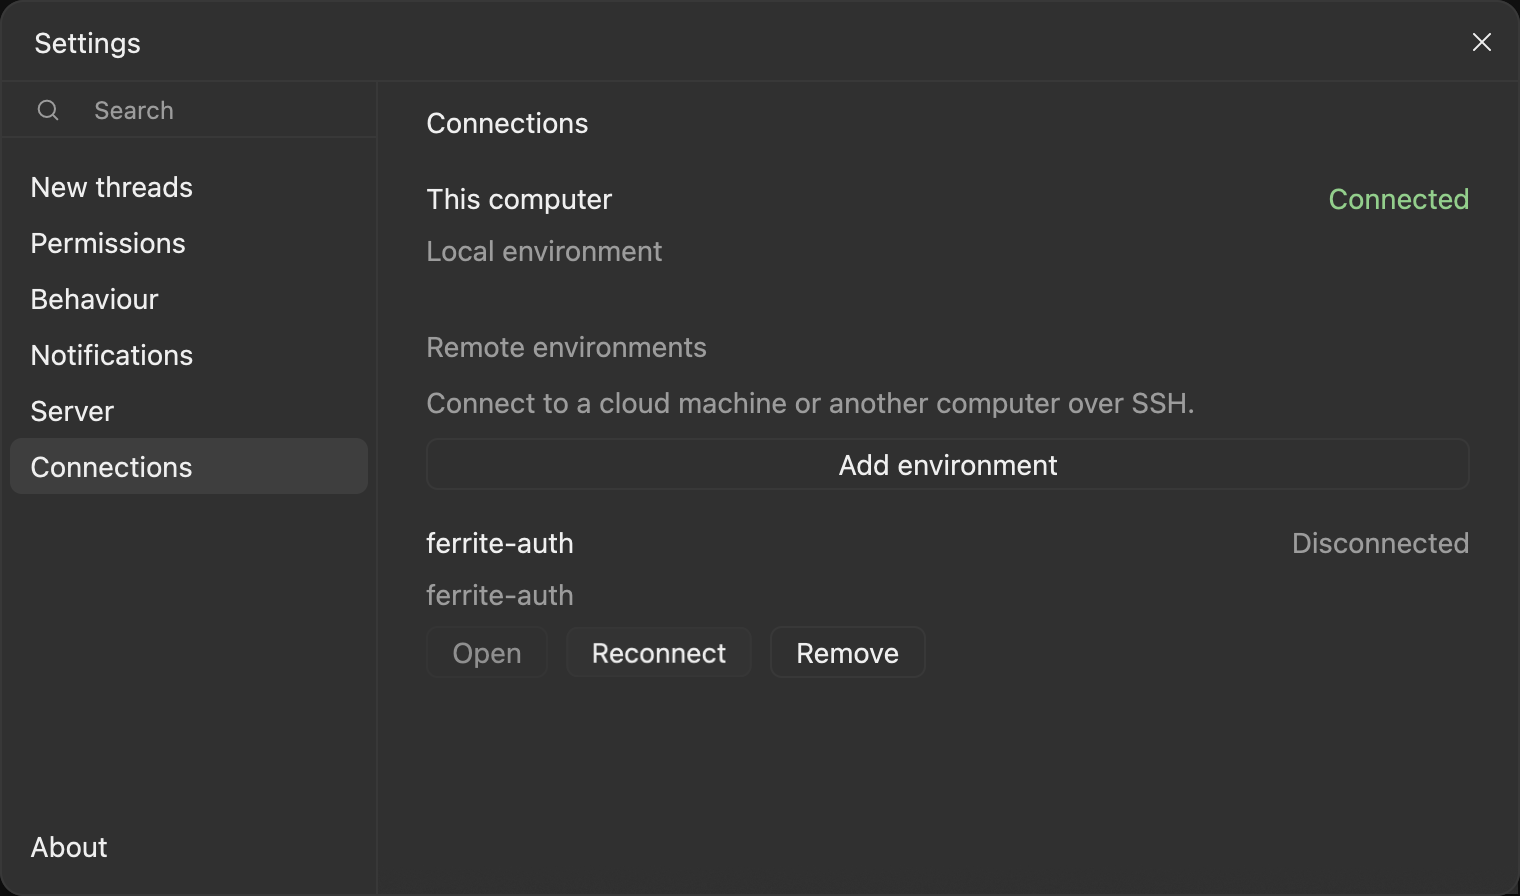 Settings
Search
New threads
Permissions
Behaviour
Notifications
Server
Connections
About
Connections
This computer
Connected
Local environment
Remote environments
Connect to a cloud machine or another computer over SSH.
Add environment
ferrite-auth
Disconnected
ferrite-auth
Open
Reconnect
Remove